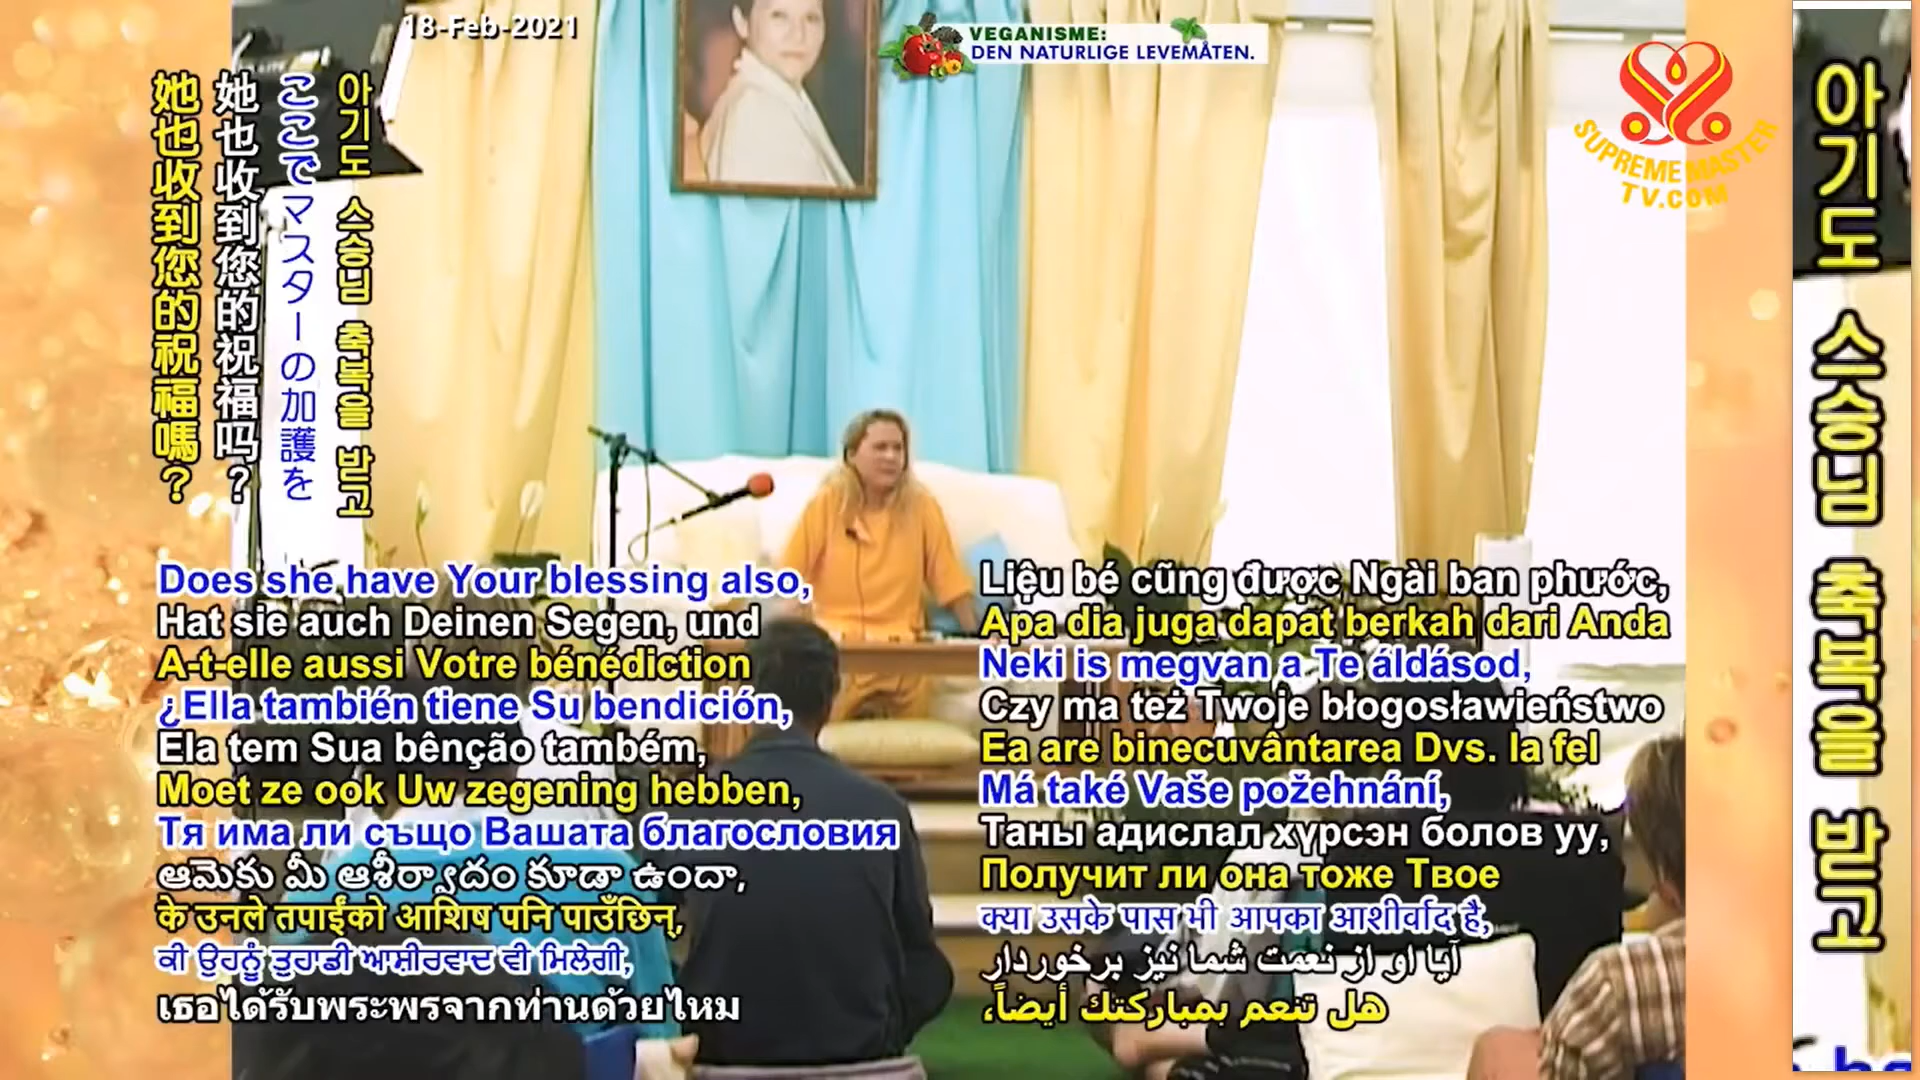 18-Feb-2021
VEGANISME:
DEN NATURLIGE LEVEMÅTEN.
SUPREME MASTER
TV.COM
아기도 스승님 축복을 받고
ここでマスターの加護を
她也收到您的祝福吗？
她也收到您的祝福嗎？
Does she have Your blessing also,
Hat sie auch Deinen Segen, und
A-t-elle aussi Votre bénédiction
¿Ella también tiene Su bendición,
Ela tem Sua bênção também,
Moet ze ook Uw zegening hebben,
Тя има ли също Вашата благословия
ఆమెకు మీ ఆశీర్వాదం కూడా ఉందా,
के उनले तपाईंको आशिष पनि पाउँछिन्,
ਕੀ ਉਹਨੂੰ ਤੁਹਾਡੀ ਆਸ਼ੀਰਵਾਦ ਵੀ ਮਿਲੇਗੀ,
เธอได้รับพระพรจากท่านด้วยไหม
Liệu bé cũng được Ngài ban phước,
Apa dia juga dapat berkah dari Anda
Neki is megvan a Te áldásod,
Czy ma też Twoje błogosławieństwo
Ea are binecuvântarea Dvs. la fel
Má také Vaše požehnání,
Таны адислал хүрсэн болов уу,
Получит ли она тоже Твое
क्या उसके पास भी आपका आशीर्वाद है,
آیا او از نعمت شما نیز برخوردار
هل تنعم بمباركتك أيضاً،
아기도 스승님 축복을 받고